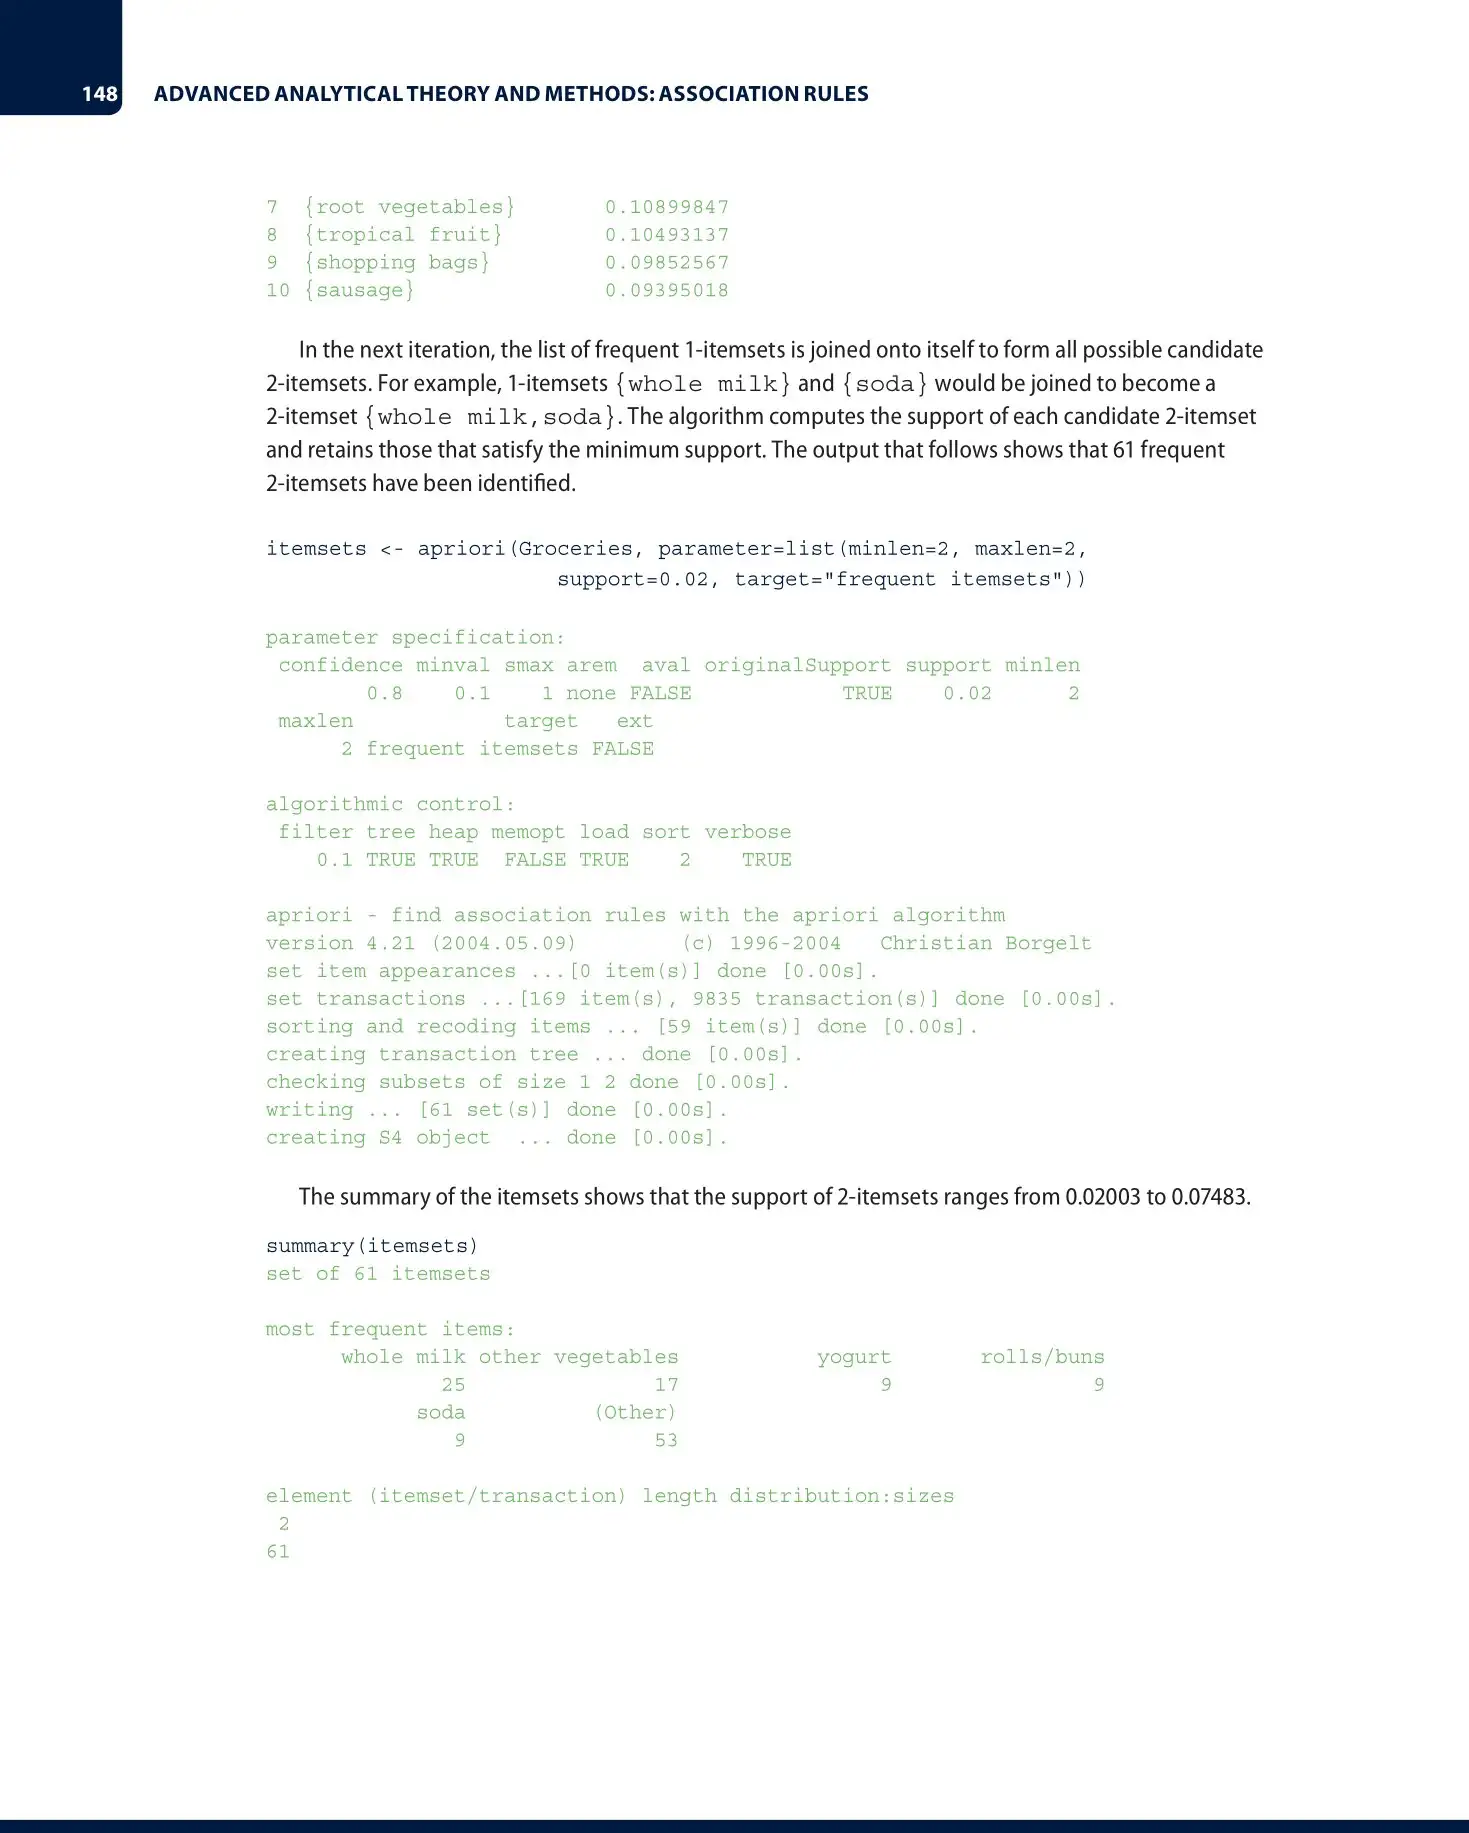 148 ADVANCED ANALYTICAL THEORY AND METHODS: ASSOCIATION RULES
7  {root vegetables}       0.10899847
8  {tropical fruit}        0.10493137
9  {shopping bags}         0.09852567
10 {sausage}               0.09395018
In the next iteration, the list of frequent 1-itemsets is joined onto itself to form all possible candidate
2-itemsets. For example, 1-itemsets {whole milk} and {soda} would be joined to become a
2-itemset {whole milk,soda}. The algorithm computes the support of each candidate 2-itemset
and retains those that satisfy the minimum support. The output that follows shows that 61 frequent
2-itemsets have been identified.
itemsets <- apriori(Groceries, parameter=list(minlen=2, maxlen=2,
support=0.02, target="frequent itemsets"))
parameter specification:
confidence minval smax arem  aval originalSupport support minlen
0.8    0.1    1 none FALSE            TRUE    0.02      2
maxlen            target   ext
2 frequent itemsets FALSE
algorithmic control:
filter tree heap memopt load sort verbose
0.1 TRUE TRUE  FALSE TRUE    2    TRUE
apriori - find association rules with the apriori algorithm
version 4.21 (2004.05.09)        (c) 1996-2004   Christian Borgelt
set item appearances ...[0 item(s)] done [0.00s].
set transactions ...[169 item(s), 9835 transaction(s)] done [0.00s].
sorting and recoding items ... [59 item(s)] done [0.00s].
creating transaction tree ... done [0.00s].
checking subsets of size 1 2 done [0.00s].
writing ... [61 set(s)] done [0.00s].
creating S4 object  ... done [0.00s].
The summary of the itemsets shows that the support of 2-itemsets ranges from 0.02003 to 0.07483.
summary(itemsets)
set of 61 itemsets
most frequent items:
whole milk other vegetables           yogurt       rolls/buns
25               17                9                9
soda          (Other)
9               53
element (itemset/transaction) length distribution:sizes
2
61